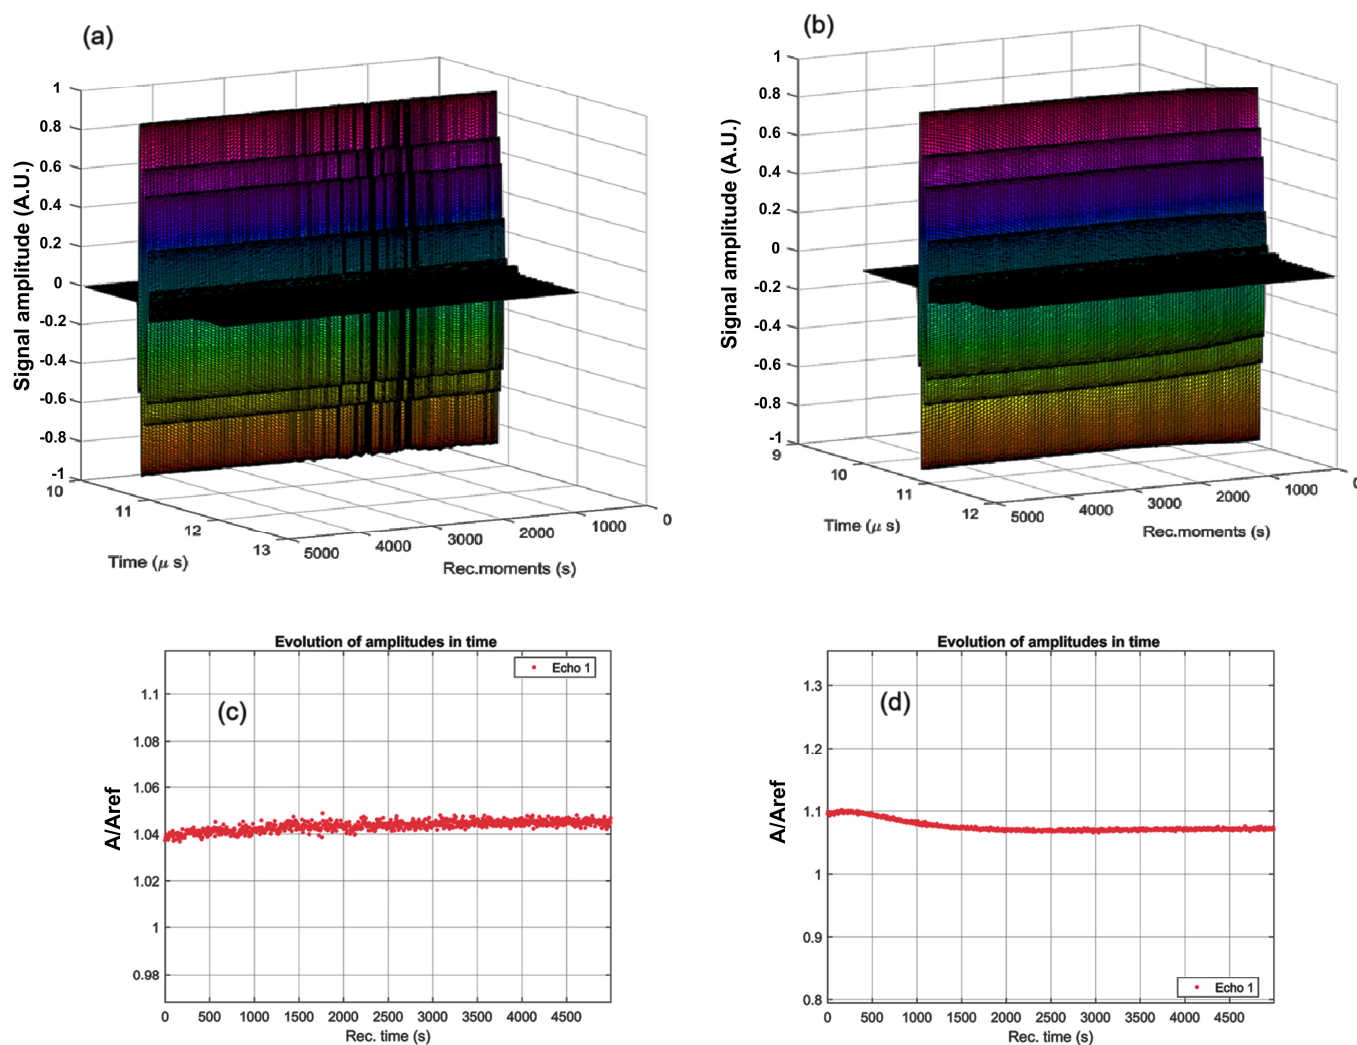 (a)
Signal amplitude (A.U.)
1
0.8
0.6
0.4
0.2
0
-0.2
-0.4
-0.6
-0.8
-1
10
11
12
13
Time (μ s)
5000
4000
3000
2000
1000
0
Rec.moments (s)
(b)
Signal amplitude (A.U.)
1
0.8
0.6
0.4
0.2
0
-0.2
-0.4
-0.6
-0.8
-1
9
10
11
12
Time (μ s)
5000
4000
3000
2000
1000
0
Rec.moments (s)
Evolution of amplitudes in time
Echo 1
(c)
A/Aref
1.1
1.08
1.06
1.04
1.02
1
0.98
0 500 1000 1500 2000 2500 3000 3500 4000 4500
Rec. time (s)
Evolution of amplitudes in time
(d)
A/Aref
1.3
1.2
1.1
1
0.9
0.8
Echo 1
0 500 1000 1500 2000 2500 3000 3500 4000 4500
Rec. time (s)